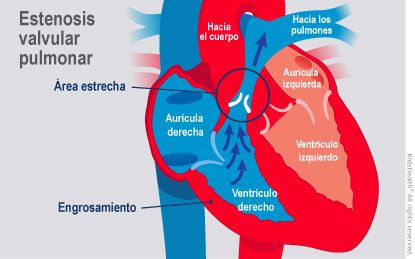 Estenosis
valvular
pulmonar
Hacia
el cuerpo
Hacia los
pulmones
Área estrecha
Aurícula
izquierda
Aurícula
derecha
Ventrículo
izquierdo
Ventrículo
derecho
Engrosamiento
KidsHealth® All rights reserved.